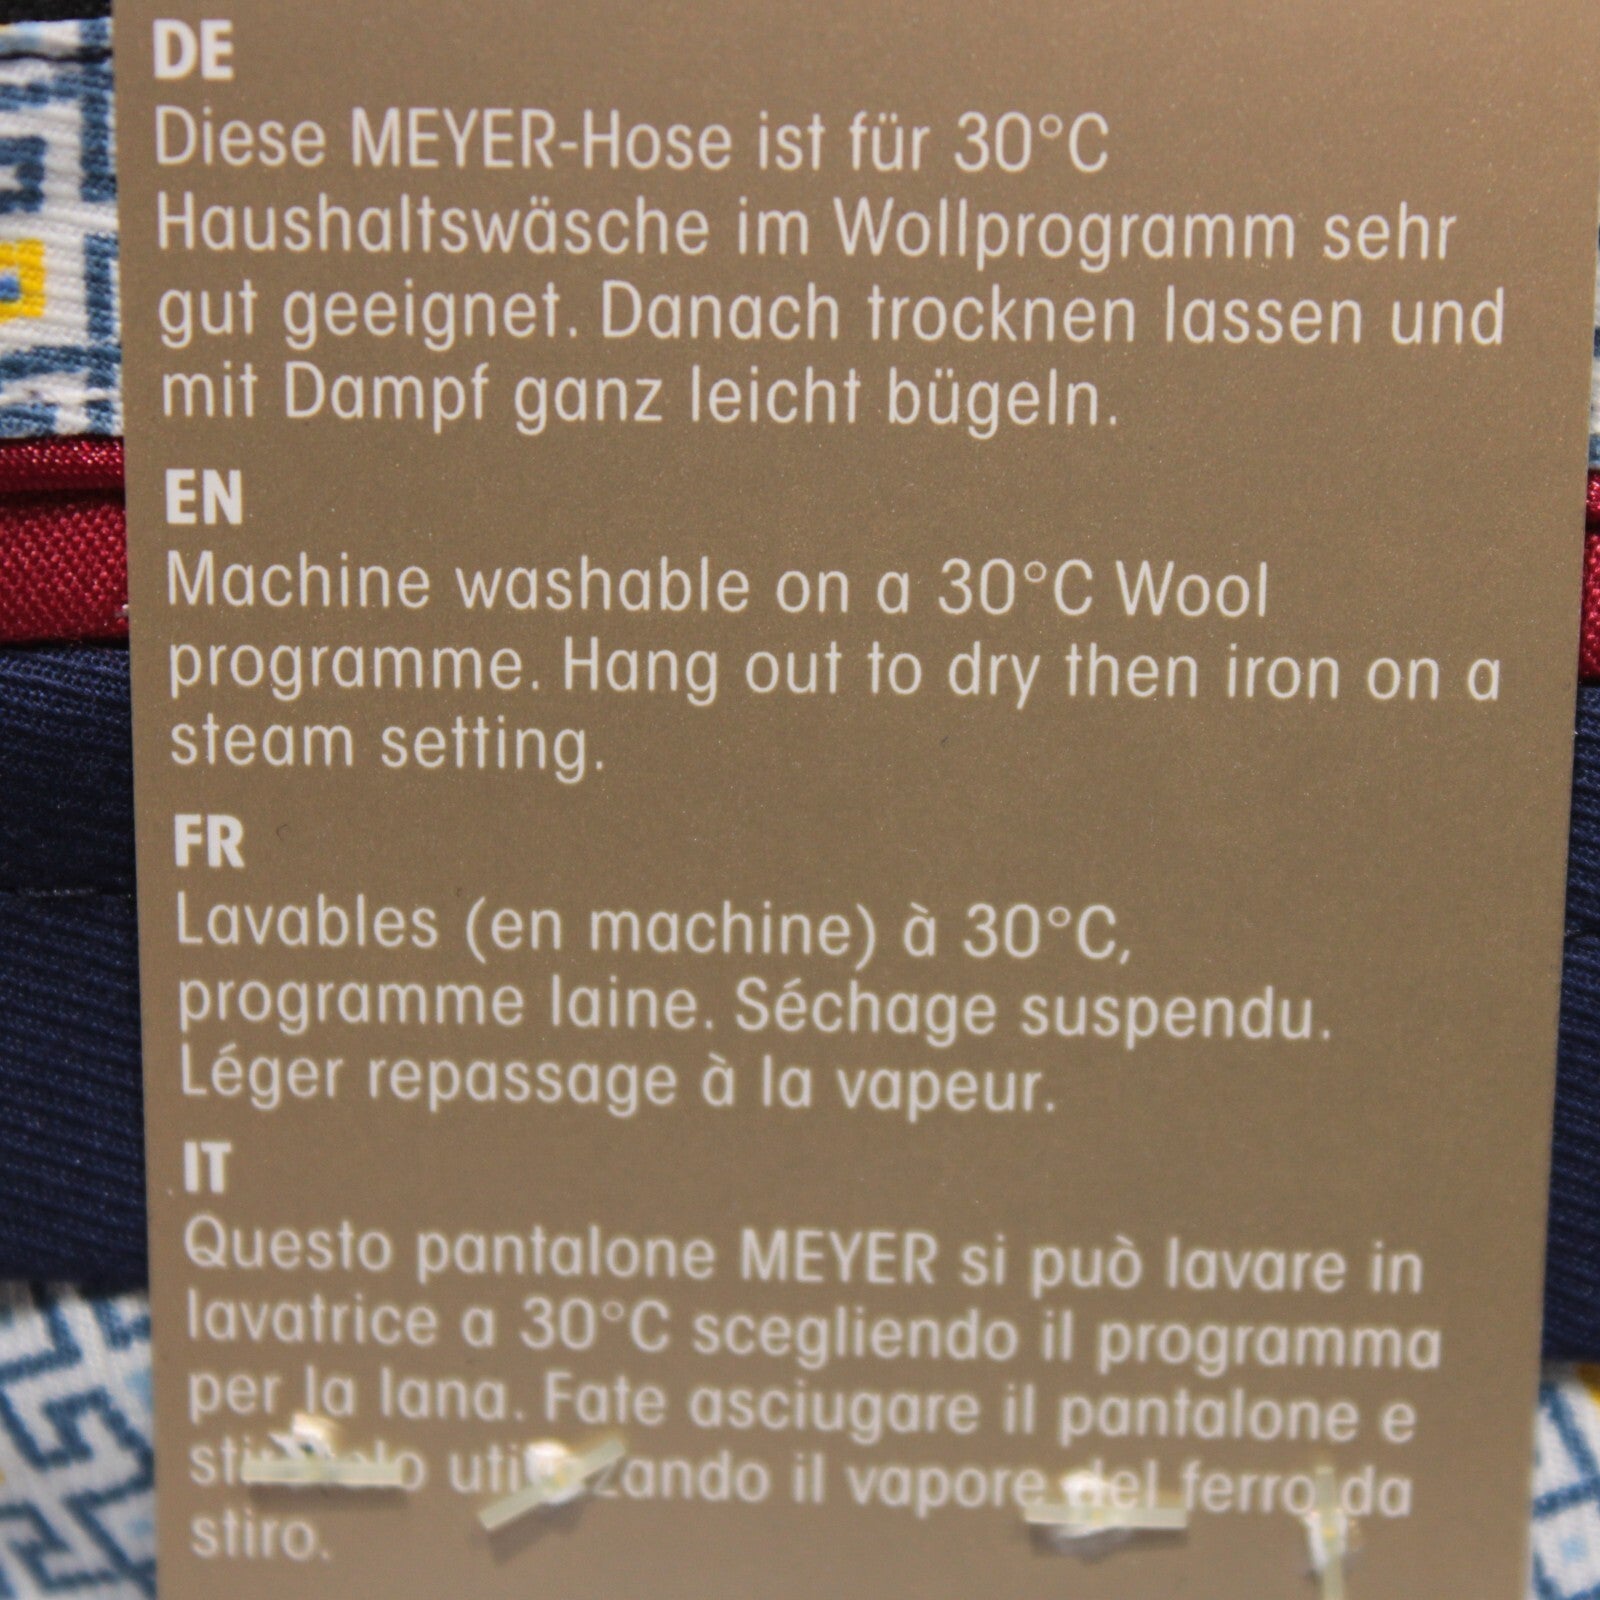 DE
Diese MEYER-Hose ist für 30°C
Haushaltswäsche im Wollprogramm sehr
gut geeignet. Danach trocknen lassen und
mit Dampf ganz leicht bügeln.
EN
Machine washable on a 30°C Wool
programme. Hang out to dry then iron on a
steam setting.
FR
Lavables (en machine) à 30°C,
programme laine. Séchage suspendu.
Léger repassage à la vapeur.
IT
Questo pantalone MEYER si può lavare in
lavatrice a 30°C scegliendo il programma
per la lana. Fate asciugare il pantalone e
utilizzando il vapore del ferro da
stiro.